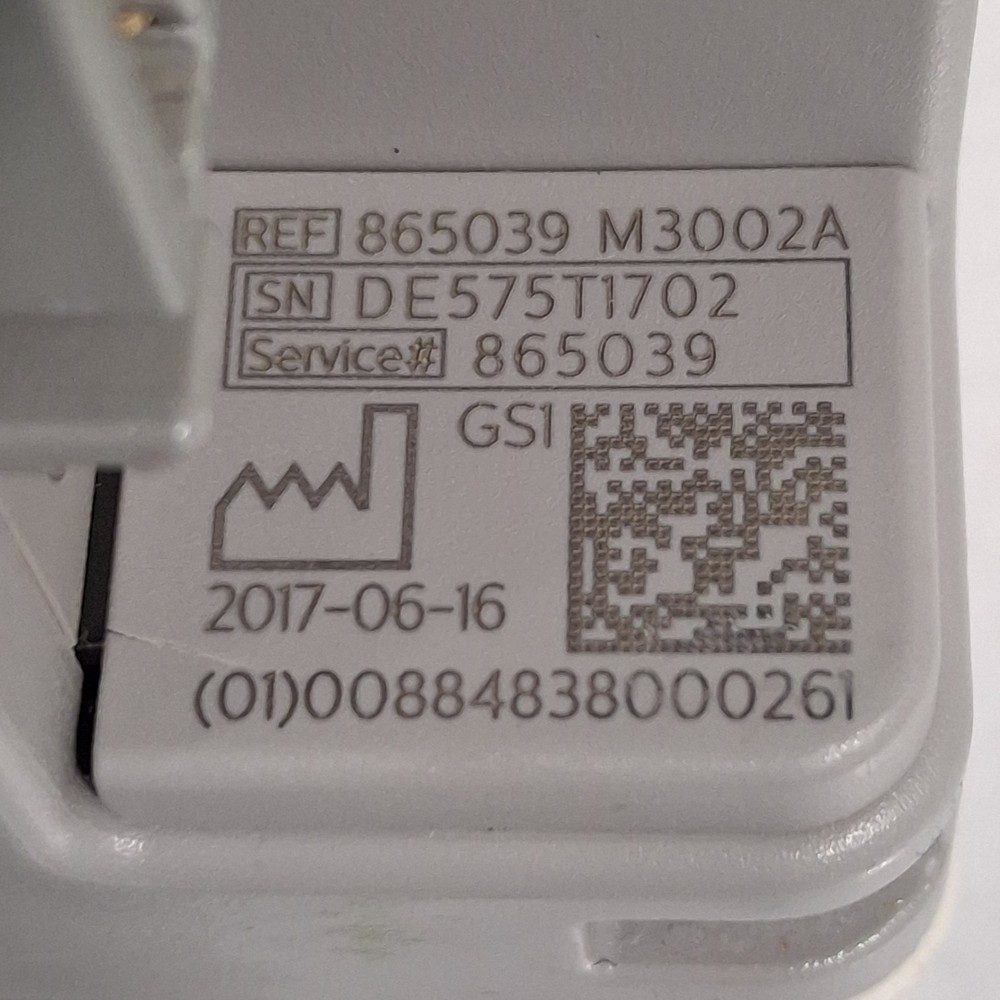 REF 865039 M3002A
SN DE575T1702
Service# 865039
GS1
2017-06-16
(01)00884838000261